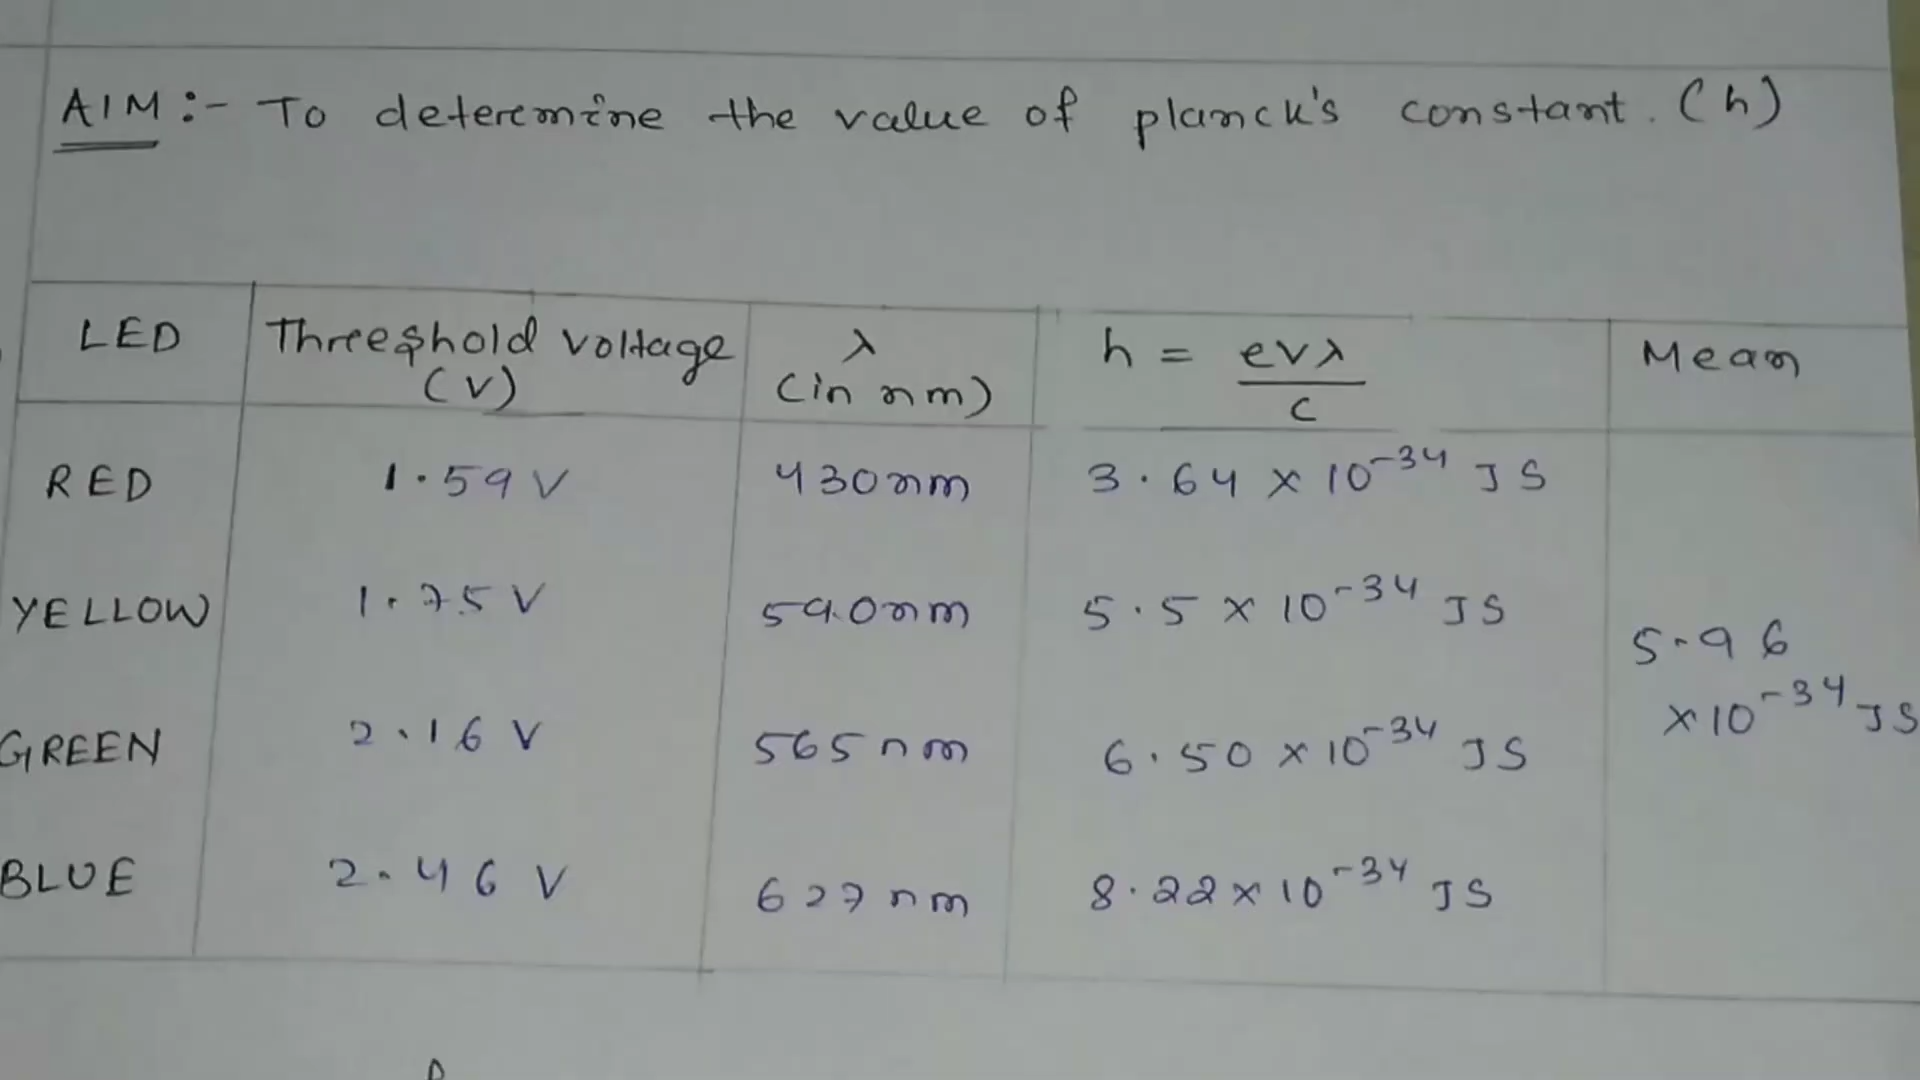 AIM :- To determine the value of planck's constant. (h)
LED Threshold voltage (V) λ (in nm) h = eVλ / c Mean
RED 1.59 V 430nm 3.64 × 10^-34 JS
YELLOW 1.75 V 590nm 5.5 × 10^-34 JS
5.96 × 10^-34 JS
GREEN 2.16 V 565nm 6.50 × 10^-34 JS
BLUE 2.46 V 627nm 8.22 × 10^-34 JS